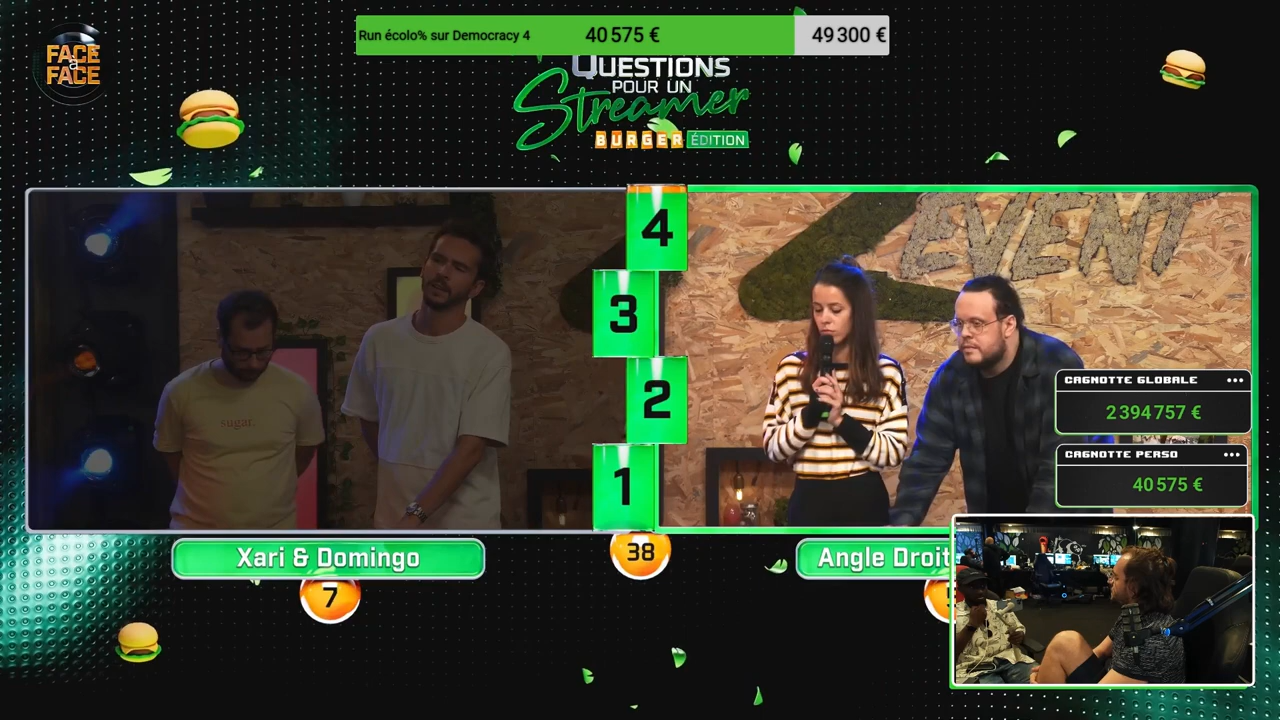 Run écolo% sur Democracy 4
40 575 €
49 300 €
FACE
à
FACE
QUESTIONS
POUR UN
Streamer
BURGER ÉDITION
4
3
2
1
ZEVENT
sugar.
CAGNOTTE GLOBALE
2 394 757 €
CAGNOTTE PERSO
40 575 €
Xari & Domingo
38
Angle Droit
7